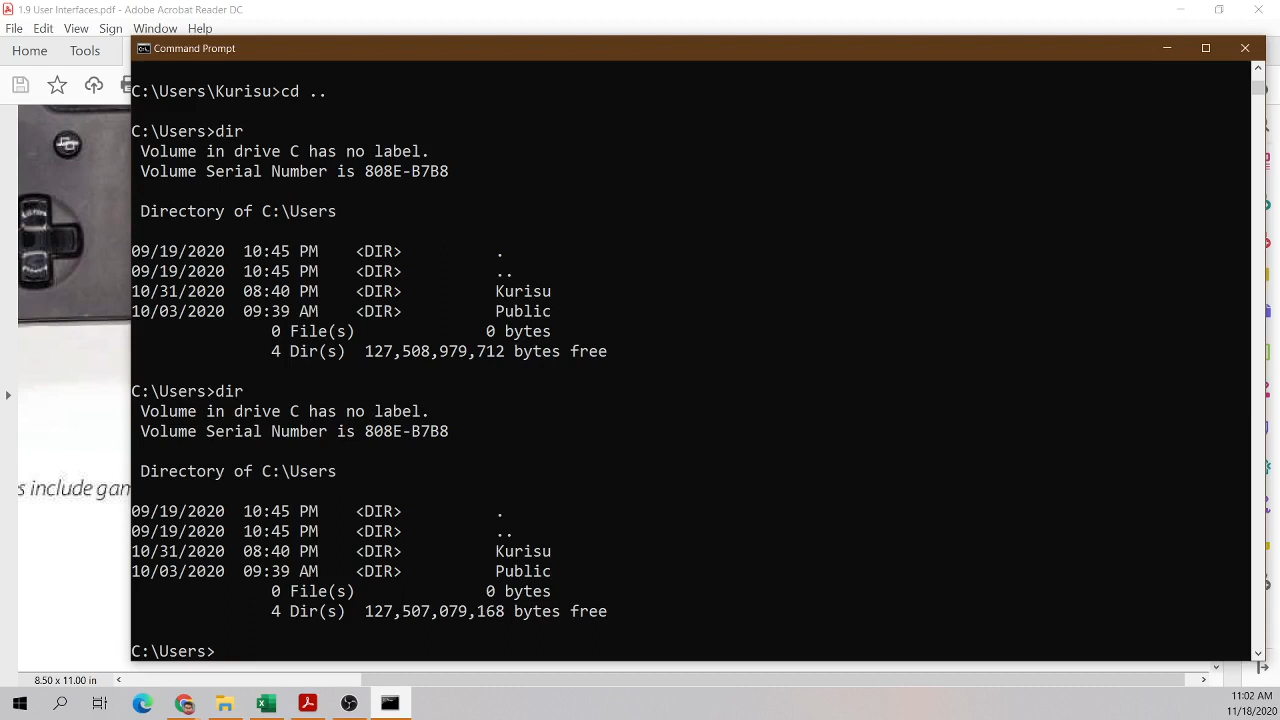 1.9 User Interfaces.pdf - Adobe Acrobat Reader DC
File Edit View Sign Window Help
Home Tools
Command Prompt
C:\Users\Kurisu>cd ..
C:\Users>dir
Volume in drive C has no label.
Volume Serial Number is 808E-B7B8
Directory of C:\Users
09/19/2020 10:45 PM <DIR> .
09/19/2020 10:45 PM <DIR> ..
10/31/2020 08:40 PM <DIR> Kurisu
10/03/2020 09:39 AM <DIR> Public
0 File(s) 0 bytes
4 Dir(s) 127,508,979,712 bytes free
C:\Users>dir
Volume in drive C has no label.
Volume Serial Number is 808E-B7B8
Directory of C:\Users
09/19/2020 10:45 PM <DIR> .
09/19/2020 10:45 PM <DIR> ..
10/31/2020 08:40 PM <DIR> Kurisu
10/03/2020 09:39 AM <DIR> Public
0 File(s) 0 bytes
4 Dir(s) 127,507,079,168 bytes free
C:\Users>
s include gam
8.50 x 11.00 in
11:02 AM
11/18/2020